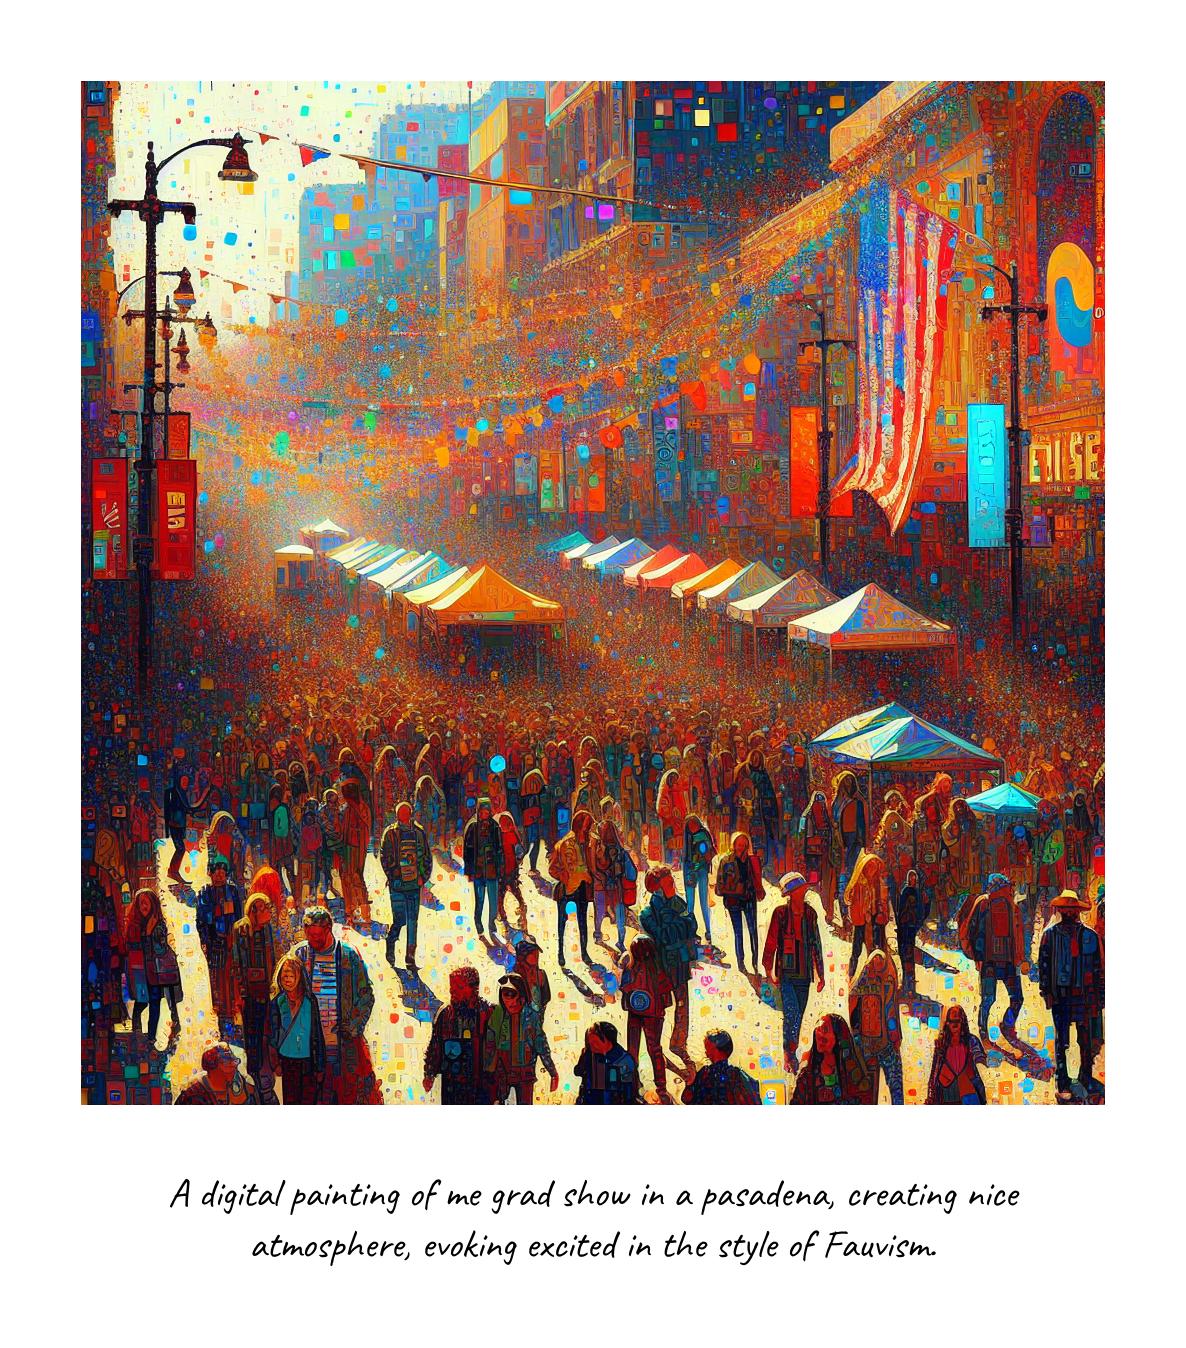 A digital painting of me grad show in a pasadena, creating nice
atmosphere, evoking excited in the style of Fauvism.